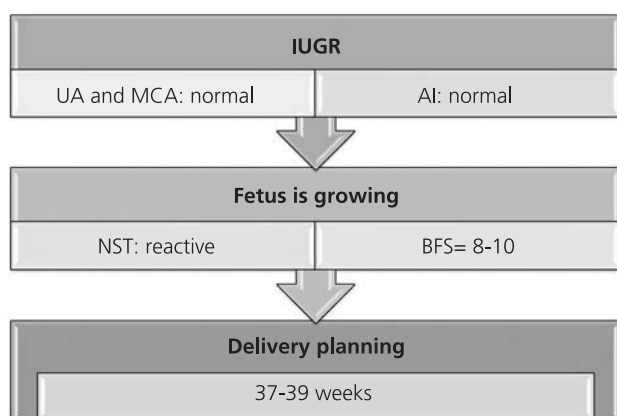 IUGR
UA and MCA: normal
AI: normal
Fetus is growing
NST: reactive
BFS= 8-10
Delivery planning
37-39 weeks